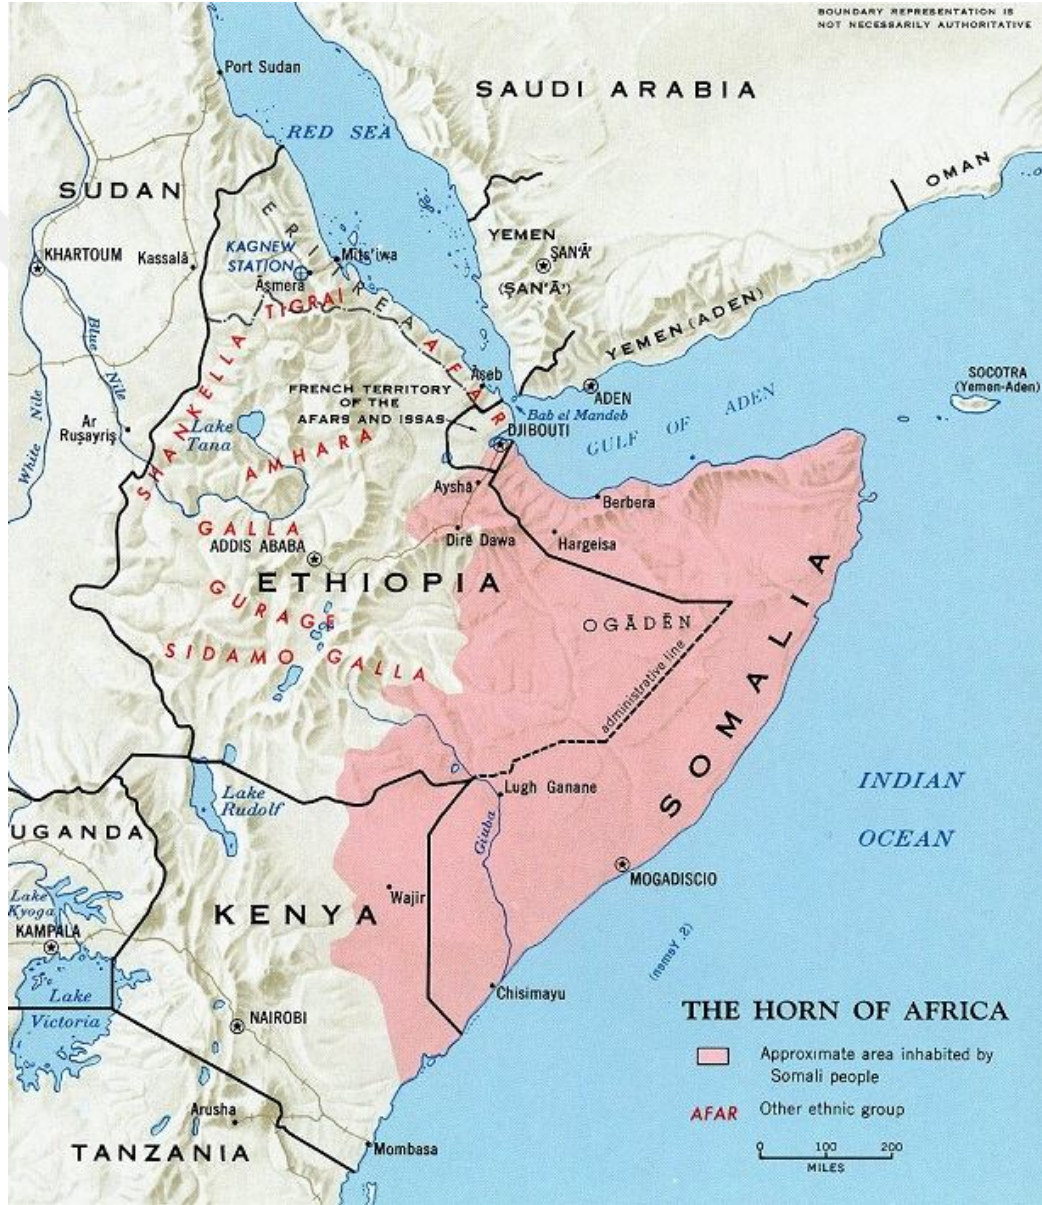 BOUNDARY REPRESENTATION IS
NOT NECESSARILY AUTHORITATIVE
Port Sudan
SAUDI ARABIA
RED SEA
OMAN
SUDAN
ERITREA
YEMEN
ṢAN'Ā'
(ṢAN'Ā')
KHARTOUM
Kassalā
KAGNEW
STATION
Mits'iwa
Āsmera
TIGRAI
YEMEN (ADEN)
Blue Nile
White Nile
SHANKELLA
AFAR
Āseb
FRENCH TERRITORY
OF THE
AFARS AND ISSAS
ADEN
Bab el Mandeb
GULF OF ADEN
SOCOTRA
(Yemen-Aden)
Ar
Ruṣayriṣ
Lake
Tana
AMHARA
DJIBOUTI
Ayshā
Berbera
GALLA
ADDIS ABABA
Dirē Dawa
Hargeisa
ETHIOPIA
GURAGE
OGĀDĒN
SIDAMO GALLA
administrative line
SOMALIA
Lake
Rudolf
Lugh Ganane
INDIAN
OCEAN
UGANDA
Giuba
MOGADISCIO
Wajir
KENYA
Lake
Kyoga
KAMPALA
(S. Yemen)
Lake
Victoria
Chisimayu
NAIROBI
THE HORN OF AFRICA
Approximate area inhabited by
Somali people
AFAR Other ethnic group
Arusha
TANZANIA
Mombasa
0 100 200
MILES